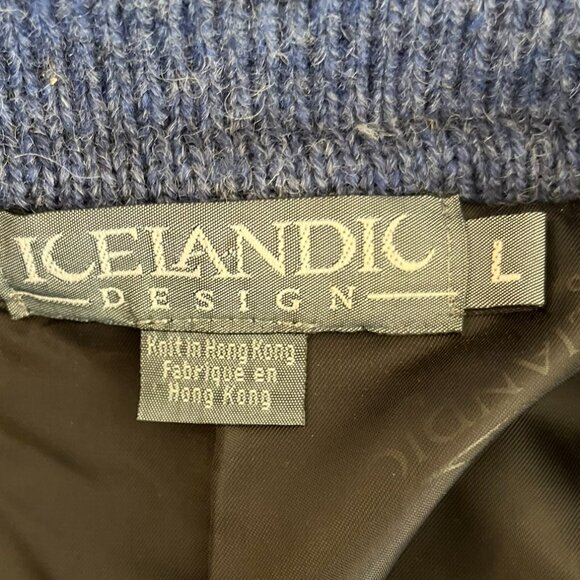 ICELANDIC
DESIGN
L
Knit in Hong Kong
Fabrique en
Hong Kong